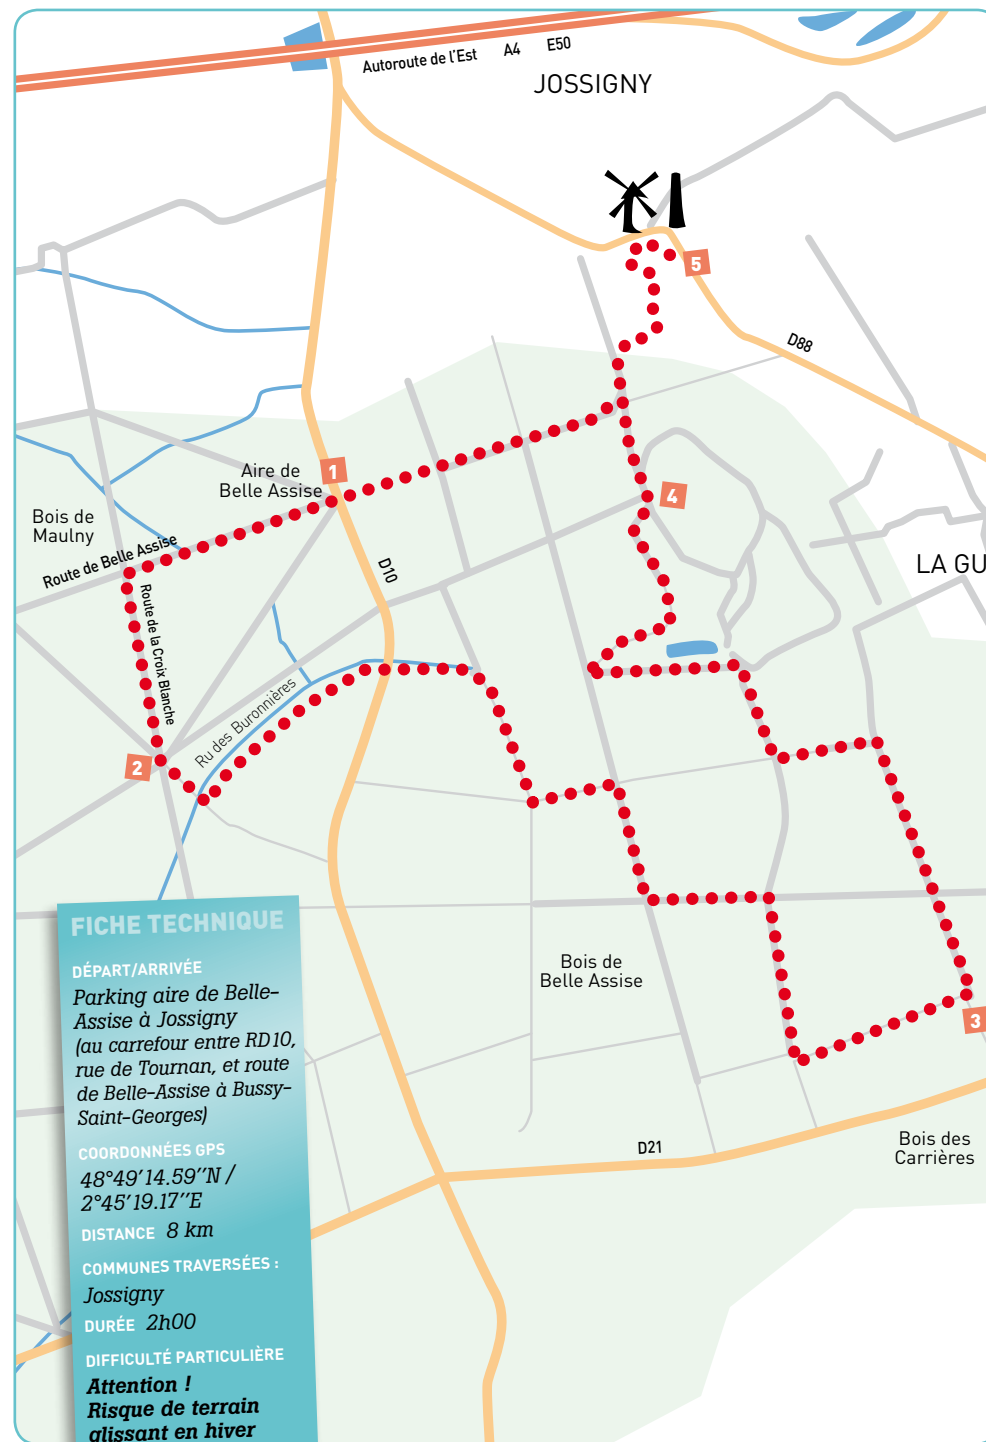 Autoroute de l'Est A4 E50
JOSSIGNY
5
D88
1
Aire de
Belle Assise
4
Bois de
Maulny
Route de Belle Assise
D10
LA GU
Route de la Croix Blanche
Ru des Buronnières
2
Bois de
Belle Assise
3
D21
Bois des
Carrières
FICHE TECHNIQUE
DÉPART/ARRIVÉE
Parking aire de Belle-
Assise à Jossigny
(au carrefour entre RD10,
rue de Tournan, et route
de Belle-Assise à Bussy-
Saint-Georges)
COORDONNÉES GPS
48°49'14.59''N /
2°45'19.17''E
DISTANCE 8 km
COMMUNES TRAVERSÉES :
Jossigny
DURÉE 2h00
DIFFICULTÉ PARTICULIÈRE
Attention !
Risque de terrain
glissant en hiver